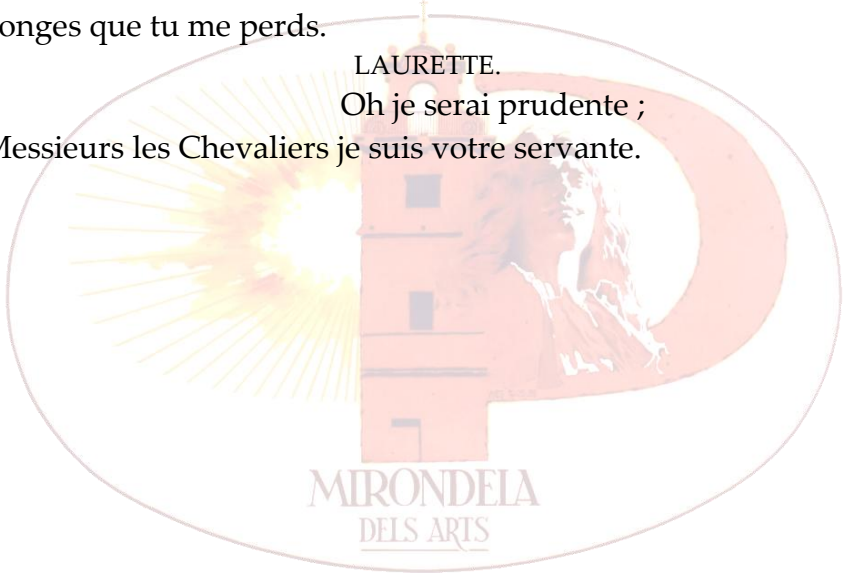 onges que tu me perds.
LAURETTE.
Oh je serai prudente ;
Messieurs les Chevaliers je suis votre servante.
MIRONDELA
DELS ARTS